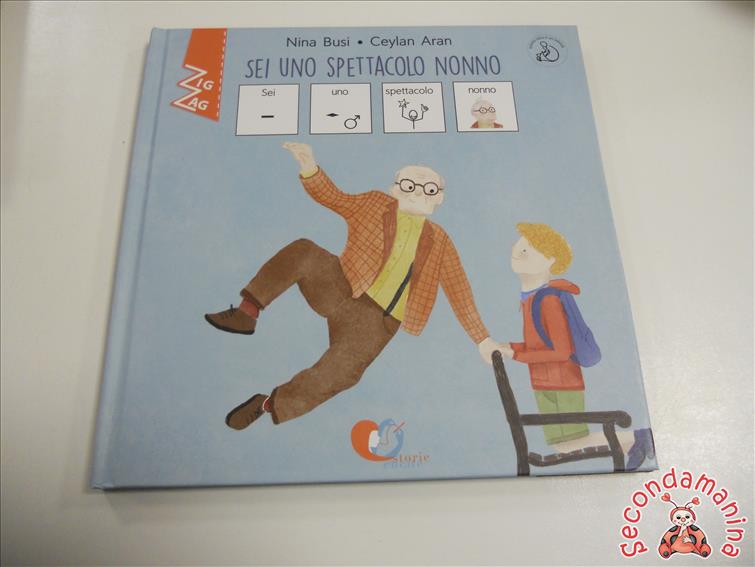 Nina Busi • Ceylan Aran
SEI UNO SPETTACOLO NONNO
ZIG
ZAG
Sei
uno
spettacolo
nonno
storie
Secondamanina